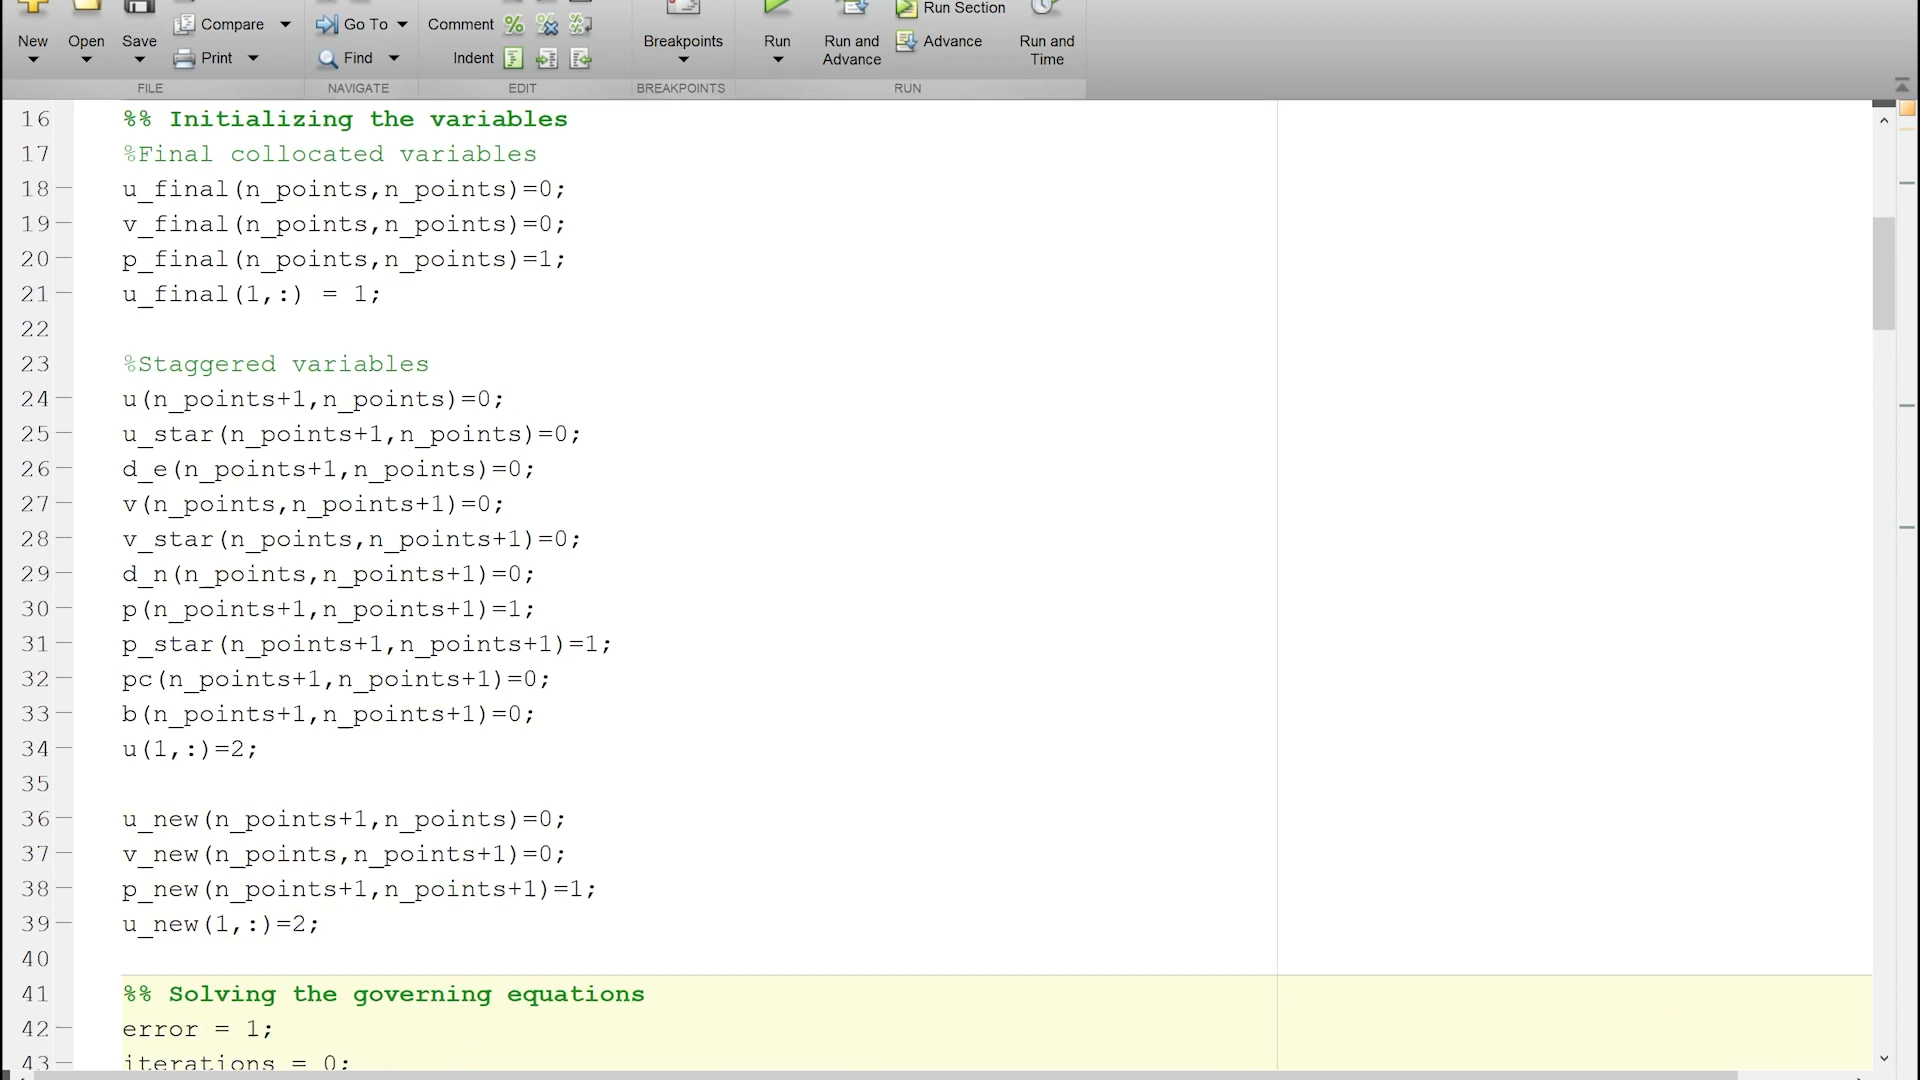 New
Open
Save
Compare
Print
Go To
Find
Comment
Indent
Breakpoints
Run
Run and
Advance
Run Section
Advance
Run and
Time
FILE
NAVIGATE
EDIT
BREAKPOINTS
RUN
16 %% Initializing the variables
17 %Final collocated variables
18 u_final(n_points,n_points)=0;
19 v_final(n_points,n_points)=0;
20 p_final(n_points,n_points)=1;
21 u_final(1,:) = 1;
22
23 %Staggered variables
24 u(n_points+1,n_points)=0;
25 u_star(n_points+1,n_points)=0;
26 d_e(n_points+1,n_points)=0;
27 v(n_points,n_points+1)=0;
28 v_star(n_points,n_points+1)=0;
29 d_n(n_points,n_points+1)=0;
30 p(n_points+1,n_points+1)=1;
31 p_star(n_points+1,n_points+1)=1;
32 pc(n_points+1,n_points+1)=0;
33 b(n_points+1,n_points+1)=0;
34 u(1,:)=2;
35
36 u_new(n_points+1,n_points)=0;
37 v_new(n_points,n_points+1)=0;
38 p_new(n_points+1,n_points+1)=1;
39 u_new(1,:)=2;
40
41 %% Solving the governing equations
42 error = 1;
43 iterations = 0;